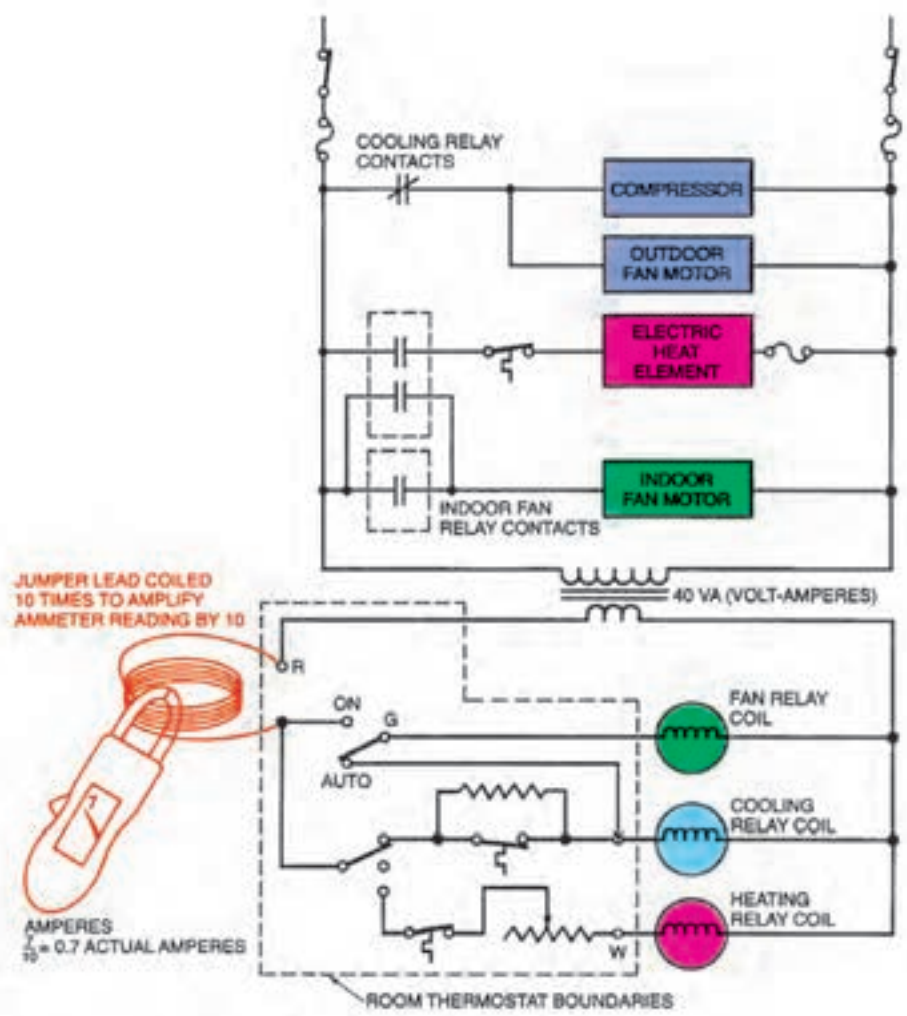 COOLING RELAY
CONTACTS
COMPRESSOR
OUTDOOR
FAN MOTOR
ELECTRIC
HEAT
ELEMENT
INDOOR
FAN MOTOR
INDOOR FAN
RELAY CONTACTS
JUMPER LEAD COILED
10 TIMES TO AMPLIFY
AMMETER READING BY 10
40 VA (VOLT-AMPERES)
R
ON
G
AUTO
FAN RELAY
COIL
COOLING
RELAY COIL
HEATING
RELAY COIL
W
7
AMPERES
7/10 = 0.7 ACTUAL AMPERES
ROOM THERMOSTAT BOUNDARIES